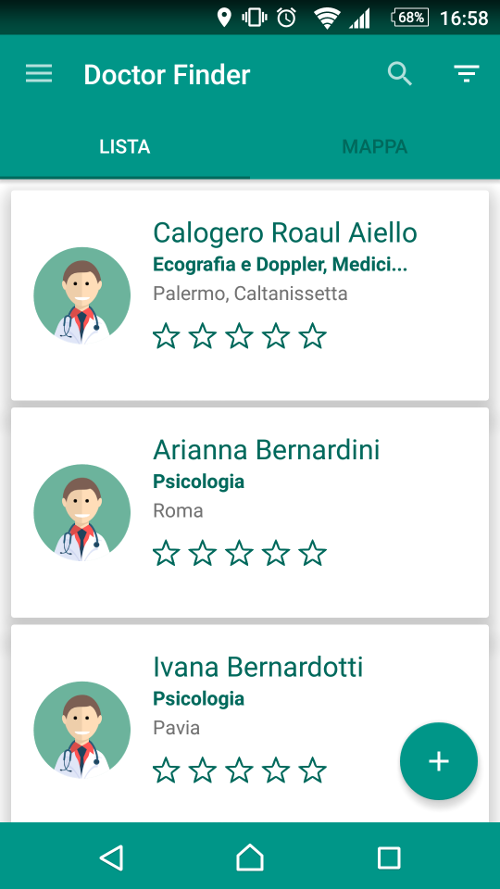 68% 16:58
Doctor Finder
LISTA MAPPA
Calogero Roaul Aiello
Ecografia e Doppler, Medici...
Palermo, Caltanissetta
Arianna Bernardini
Psicologia
Roma
Ivana Bernardotti
Psicologia
Pavia